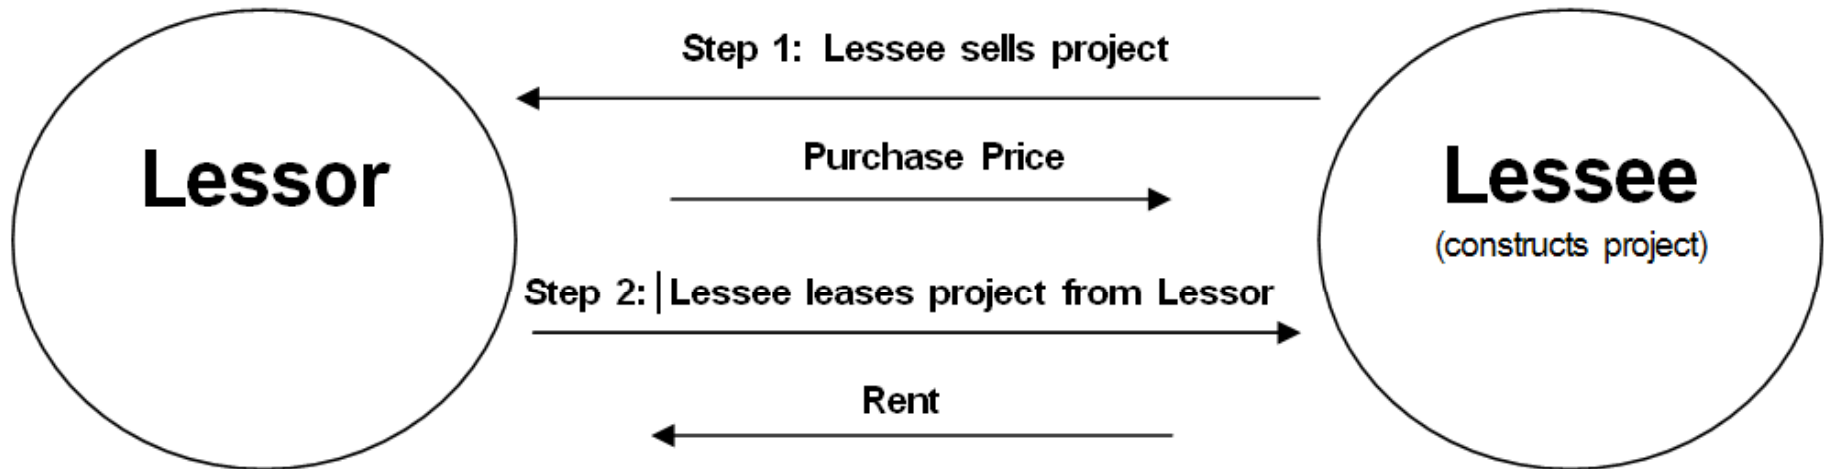 Step 1: Lessee sells project
Purchase Price
Lessor
Lessee
(constructs project)
Step 2: Lessee leases project from Lessor
Rent